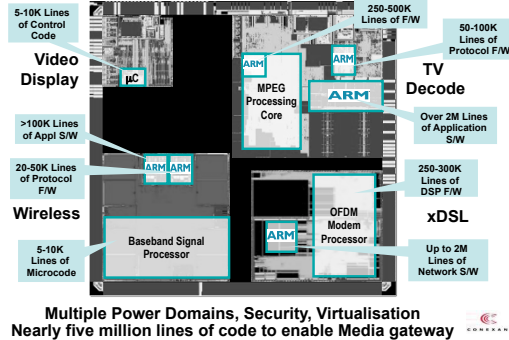 5-10K Lines
of Control
Code
250-500K
Lines of F/W
50-100K
Lines of
Protocol F/W
Video
Display
µC
ARM
MPEG
Processing
Core
ARM
TV
Decode
ARM
Over 2M Lines
of Application
S/W
>100K Lines
of Appl S/W
20-50K Lines
of Protocol
F/W
ARM
ARM
Wireless
5-10K
Lines of
Microcode
Baseband Signal
Processor
250-300K
Lines of
DSP F/W
OFDM
Modem
Processor
ARM
xDSL
Up to 2M
Lines of
Network S/W
Multiple Power Domains, Security, Virtualisation
Nearly five million lines of code to enable Media gateway
CONEXAN